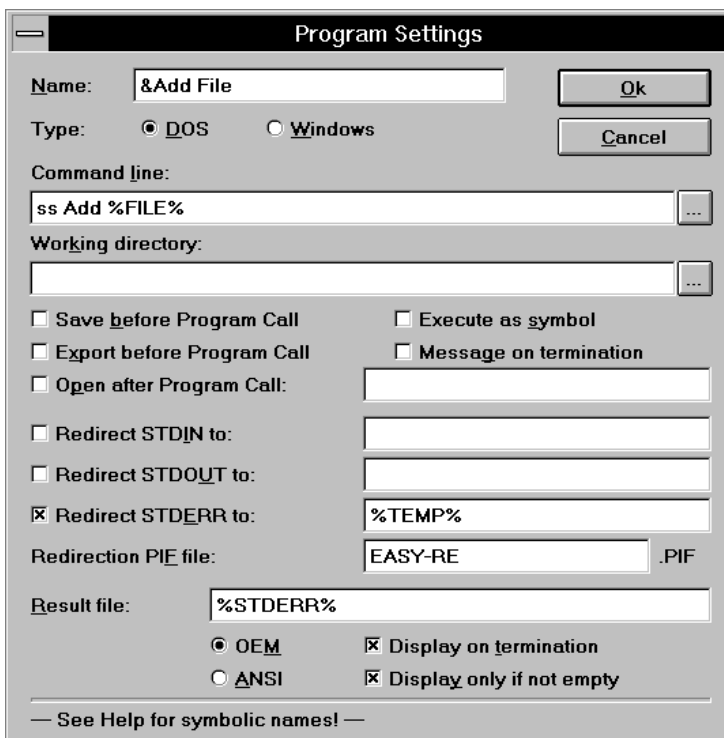 Program Settings
Name: &Add File
Ok
Type: DOS Windows
Cancel
Command line:
ss Add %FILE% ...
Working directory:
...
Save before Program Call Execute as symbol
Export before Program Call Message on termination
Open after Program Call:
Redirect STDIN to:
Redirect STDOUT to:
Redirect STDERR to: %TEMP%
Redirection PIF file: EASY-RE .PIF
Result file: %STDERR%
OEM Display on termination
ANSI Display only if not empty
— See Help for symbolic names! —